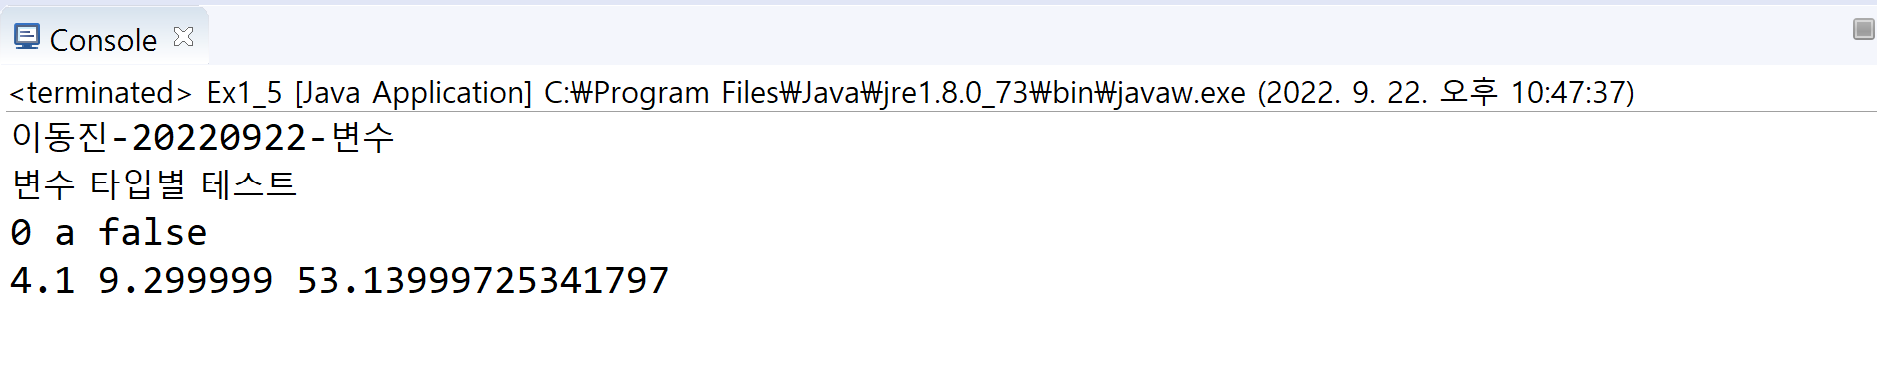 Console
<terminated> Ex1_5 [Java Application] C:₩Program Files₩Java₩jre1.8.0_73₩bin₩javaw.exe (2022. 9. 22. 오후 10:47:37)
이동진-20220922-변수
변수 타입별 테스트
0 a false
4.1 9.299999 53.13999725341797